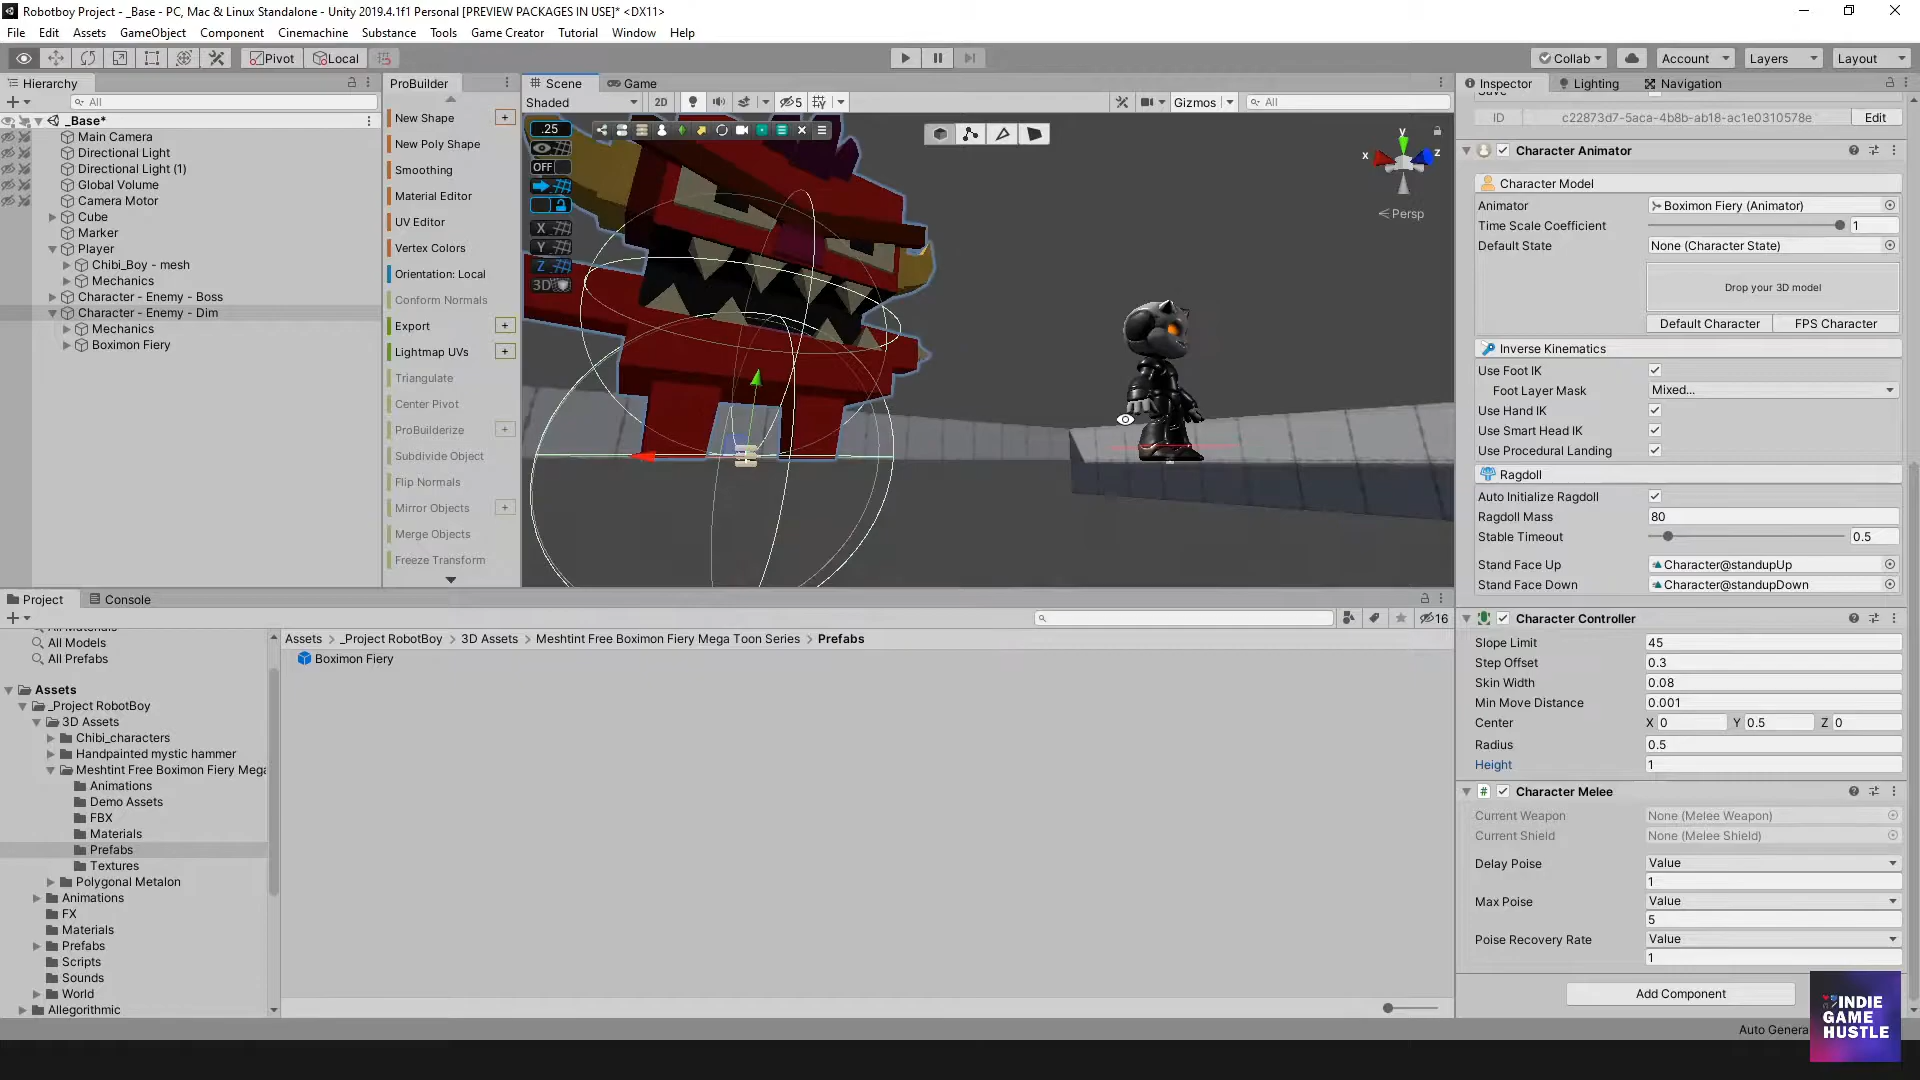 Robotboy Project - _Base - PC, Mac & Linux Standalone - Unity 2019.4.1f1 Personal [PREVIEW PACKAGES IN USE]* <DX11>
File Edit Assets GameObject Component Cinemachine Substance Tools Game Creator Tutorial Window Help
Pivot Local Collab Account Layers Layout
Hierarchy
All
_Base*
Main Camera
Directional Light
Directional Light (1)
Global Volume
Camera Motor
Cube
Marker
Player
Chibi_Boy - mesh
Mechanics
Character - Enemy - Boss
Character - Enemy - Dim
Mechanics
Boximon Fiery
ProBuilder
New Shape +
New Poly Shape
Smoothing
Material Editor
UV Editor
Vertex Colors
Orientation: Local
Conform Normals
Export +
Lightmap UVs +
Triangulate
Center Pivot
ProBuilderize +
Subdivide Object
Flip Normals
Mirror Objects +
Merge Objects
Freeze Transform
Scene Game
Shaded 2D 5 Gizmos All
.25
OFF
X
Y
Z
3D
y
x z
Persp
Inspector Lighting Navigation
ID c22873d7-5aca-4b8b-ab18-ac1e0310578e Edit
Character Animator
Character Model
Animator Boximon Fiery (Animator)
Time Scale Coefficient 1
Default State None (Character State)
Drop your 3D model
Default Character FPS Character
Inverse Kinematics
Use Foot IK
Foot Layer Mask Mixed...
Use Hand IK
Use Smart Head IK
Use Procedural Landing
Ragdoll
Auto Initialize Ragdoll
Ragdoll Mass 80
Stable Timeout 0.5
Stand Face Up Character@standupUp
Stand Face Down Character@standupDown
Character Controller
Slope Limit 45
Step Offset 0.3
Skin Width 0.08
Min Move Distance 0.001
Center X 0 Y 0.5 Z 0
Radius 0.5
Height 1
# Character Melee
Current Weapon None (Melee Weapon)
Current Shield None (Melee Shield)
Delay Poise Value
1
Max Poise Value
5
Poise Recovery Rate Value
1
Add Component
Project Console
16
All Models
All Prefabs
Assets
_Project RobotBoy
3D Assets
Chibi_characters
Handpainted mystic hammer
Meshtint Free Boximon Fiery Mega
Animations
Demo Assets
FBX
Materials
Prefabs
Textures
Polygonal Metalon
Animations
FX
Materials
Prefabs
Scripts
Sounds
World
Allegorithmic
Assets > _Project RobotBoy > 3D Assets > Meshtint Free Boximon Fiery Mega Toon Series > Prefabs
Boximon Fiery
Auto Genera
INDIE
GAME
HUSTLE